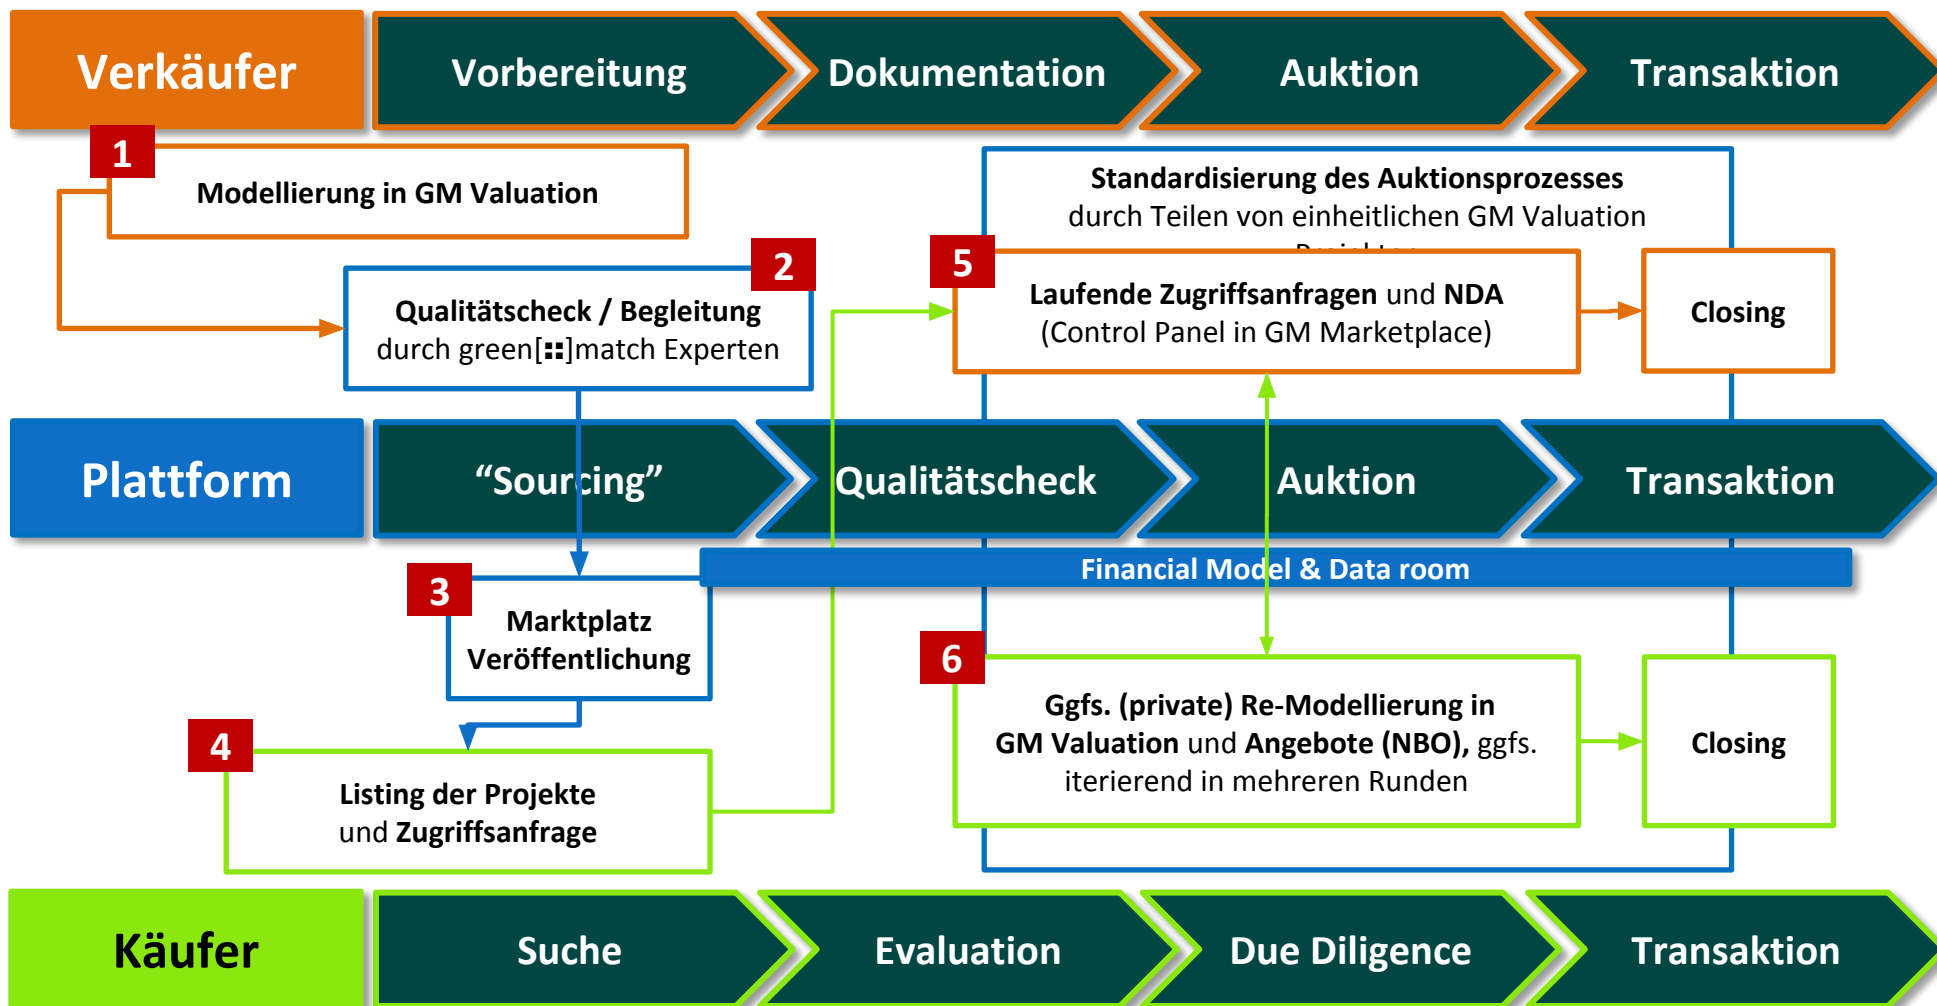 Verkäufer
Vorbereitung
Dokumentation
Auktion
Transaktion
1
Modellierung in GM Valuation
Standardisierung des Auktionsprozesses
durch Teilen von einheitlichen GM Valuation
2
Qualitätscheck / Begleitung
durch green[::]match Experten
5
Laufende Zugriffsanfragen und NDA
(Control Panel in GM Marketplace)
Closing
Plattform
“Sourcing”
Qualitätscheck
Auktion
Transaktion
Financial Model & Data room
3
Marktplatz
Veröffentlichung
4
Listing der Projekte
und Zugriffsanfrage
6
Ggfs. (private) Re-Modellierung in
GM Valuation und Angebote (NBO), ggfs.
iterierend in mehreren Runden
Closing
Käufer
Suche
Evaluation
Due Diligence
Transaktion